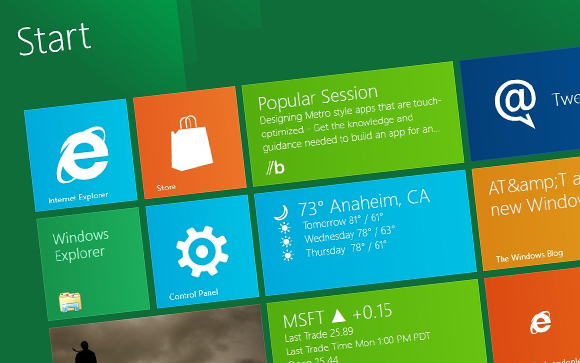 Start
Internet Explorer
Store
Popular Session
Designing Metro style apps that are touch-
optimized - Get the knowledge and
guidance needed to build an app for an...
//b
@
Windows
Explorer
Control Panel
73° Anaheim, CA
Tomorrow 81° / 61°
Wednesday 78° / 63°
Thursday 78° / 61°
AT&amp;T a
new Windo
The Windows Blog
MSFT ▲ +0.15
Last Trade 25.89
Last Trade Time Mon 1:00 PM PDT
25.44